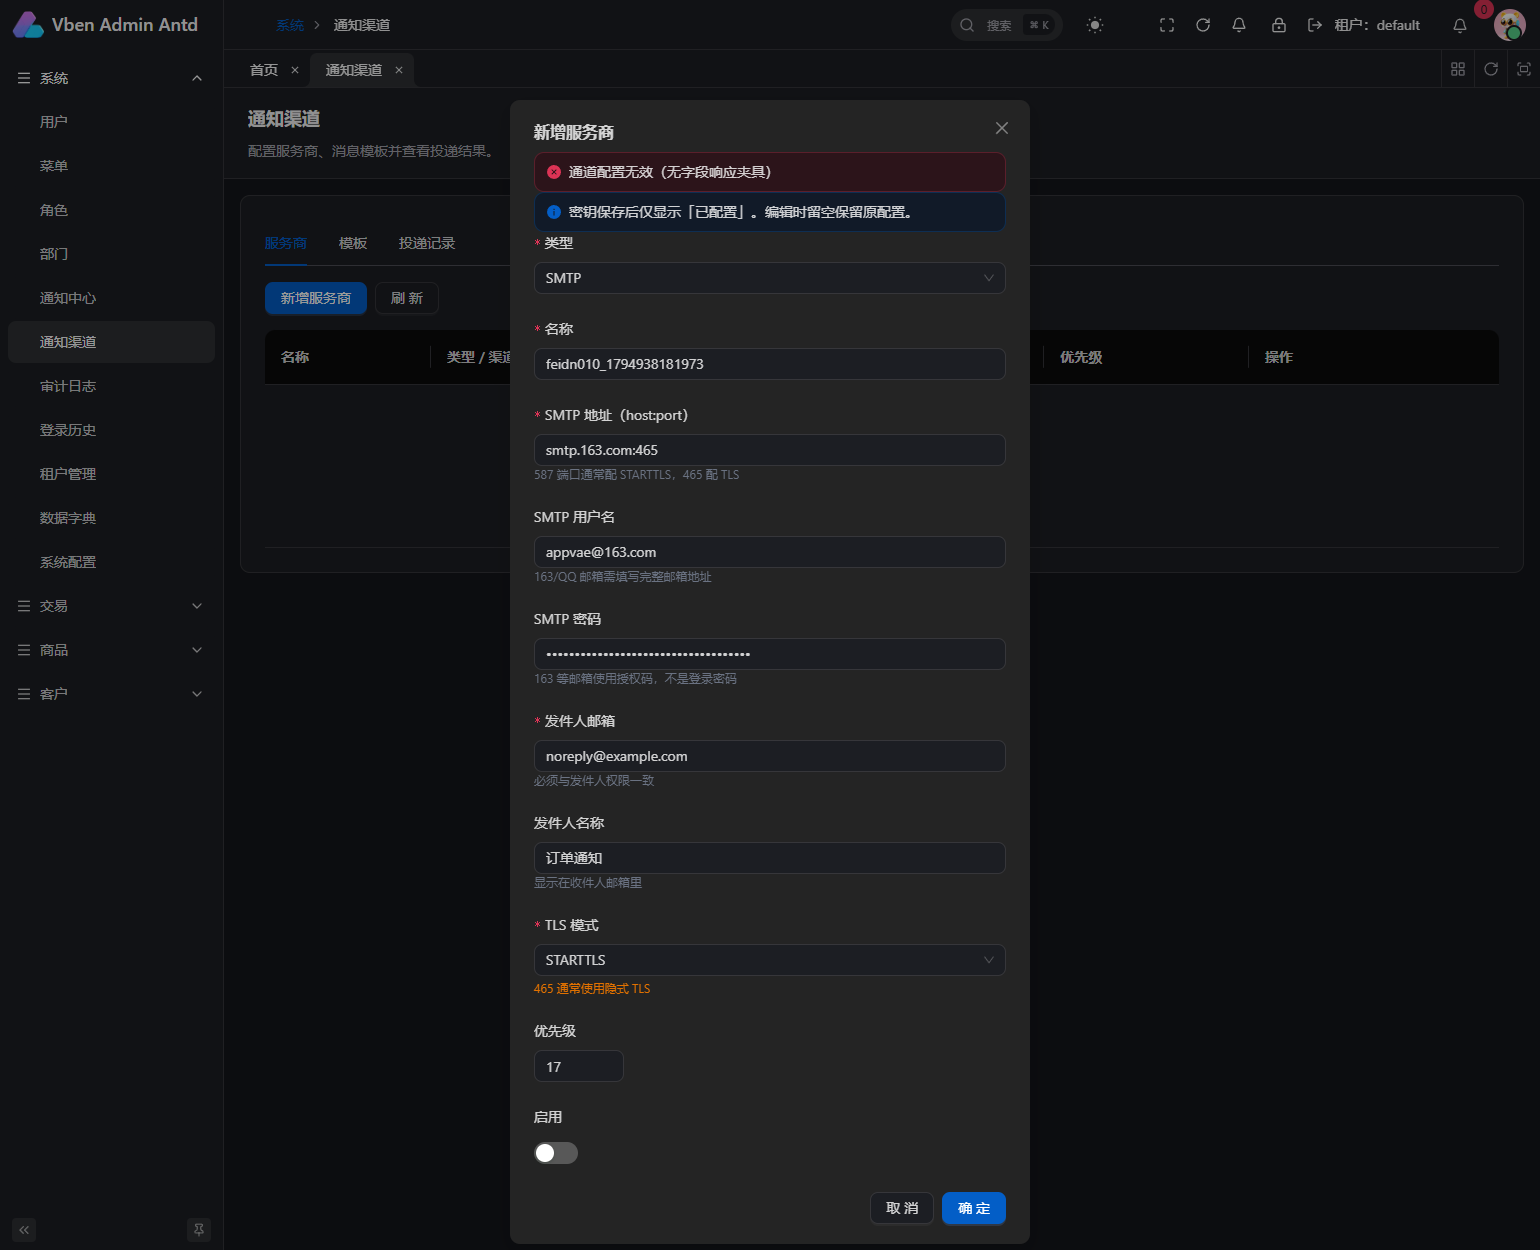 Vben Admin Antd
系统
用户
菜单
角色
部门
通知中心
通知渠道
审计日志
登录历史
租户管理
数据字典
系统配置
交易
商品
客户
系统 > 通知渠道
搜索 ⌘ K
租户: default
0
首页 × 通知渠道 ×
通知渠道
配置服务商、消息模板并查看投递结果。
服务商 模板 投递记录
新增服务商 刷 新
名称 类型 / 渠道 优先级 操作
新增服务商
通道配置无效（无字段响应夹具）
密钥保存后仅显示「已配置」。编辑时留空保留原配置。
* 类型
SMTP
* 名称
feidn010_1794938181973
* SMTP 地址（host:port）
smtp.163.com:465
587 端口通常配 STARTTLS，465 配 TLS
SMTP 用户名
appvae@163.com
163/QQ 邮箱需填写完整邮箱地址
SMTP 密码
••••••••••••••••••••••••••••••••••••
163 等邮箱使用授权码，不是登录密码
* 发件人邮箱
noreply@example.com
必须与发件人权限一致
发件人名称
订单通知
显示在收件人邮箱里
* TLS 模式
STARTTLS
465 通常使用隐式 TLS
优先级
17
启用
取 消 确 定